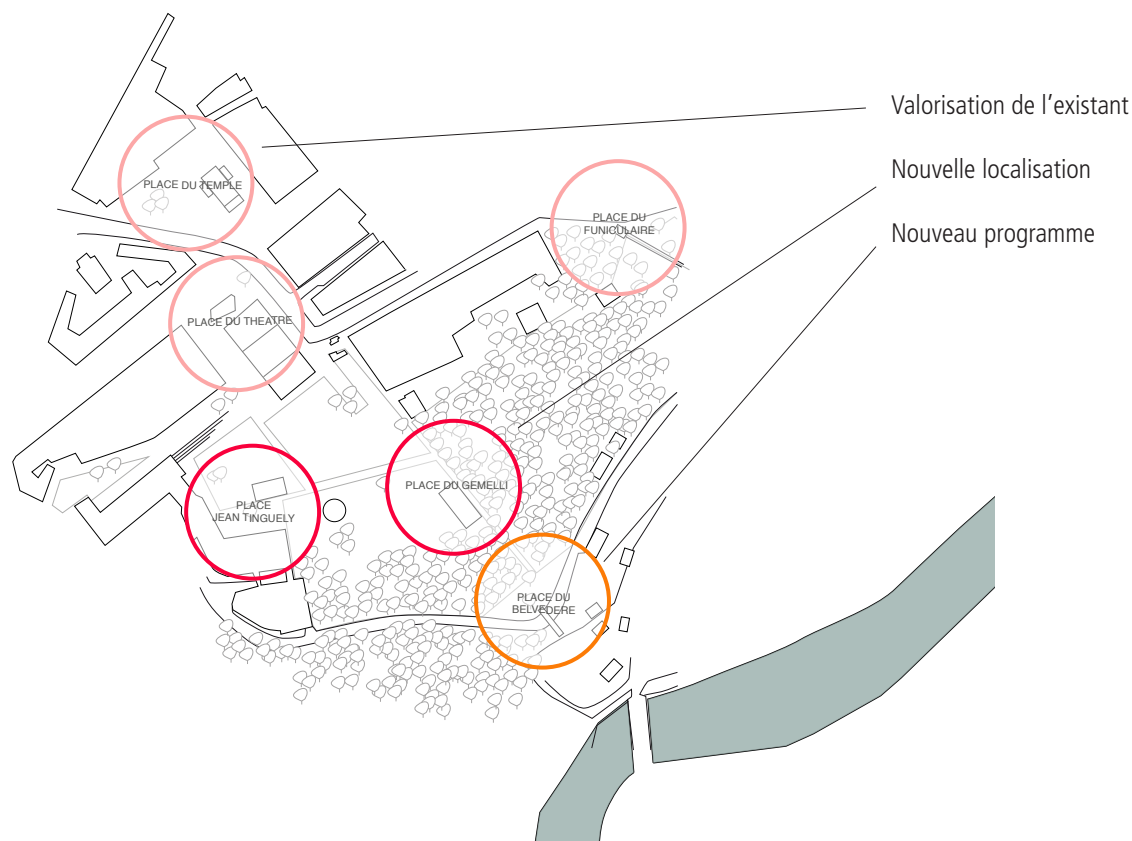 Valorisation de l'existant
Nouvelle localisation
Nouveau programme
PLACE DU TEMPLE
PLACE DU
FUNICULAIRE
PLACE DU THEATRE
PLACE DU GEMELLI
PLACE
JEAN TINGUELY
PLACE DU
BELVEDERE